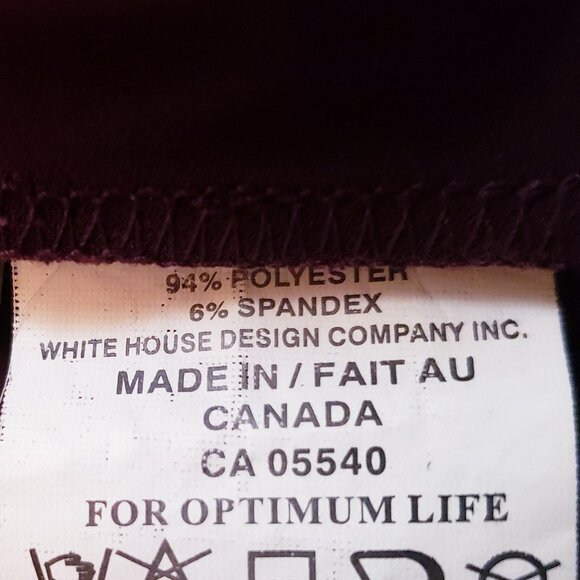 94% POLYESTER
6% SPANDEX
WHITE HOUSE DESIGN COMPANY INC.
MADE IN / FAIT AU
CANADA
CA 05540
FOR OPTIMUM LIFE